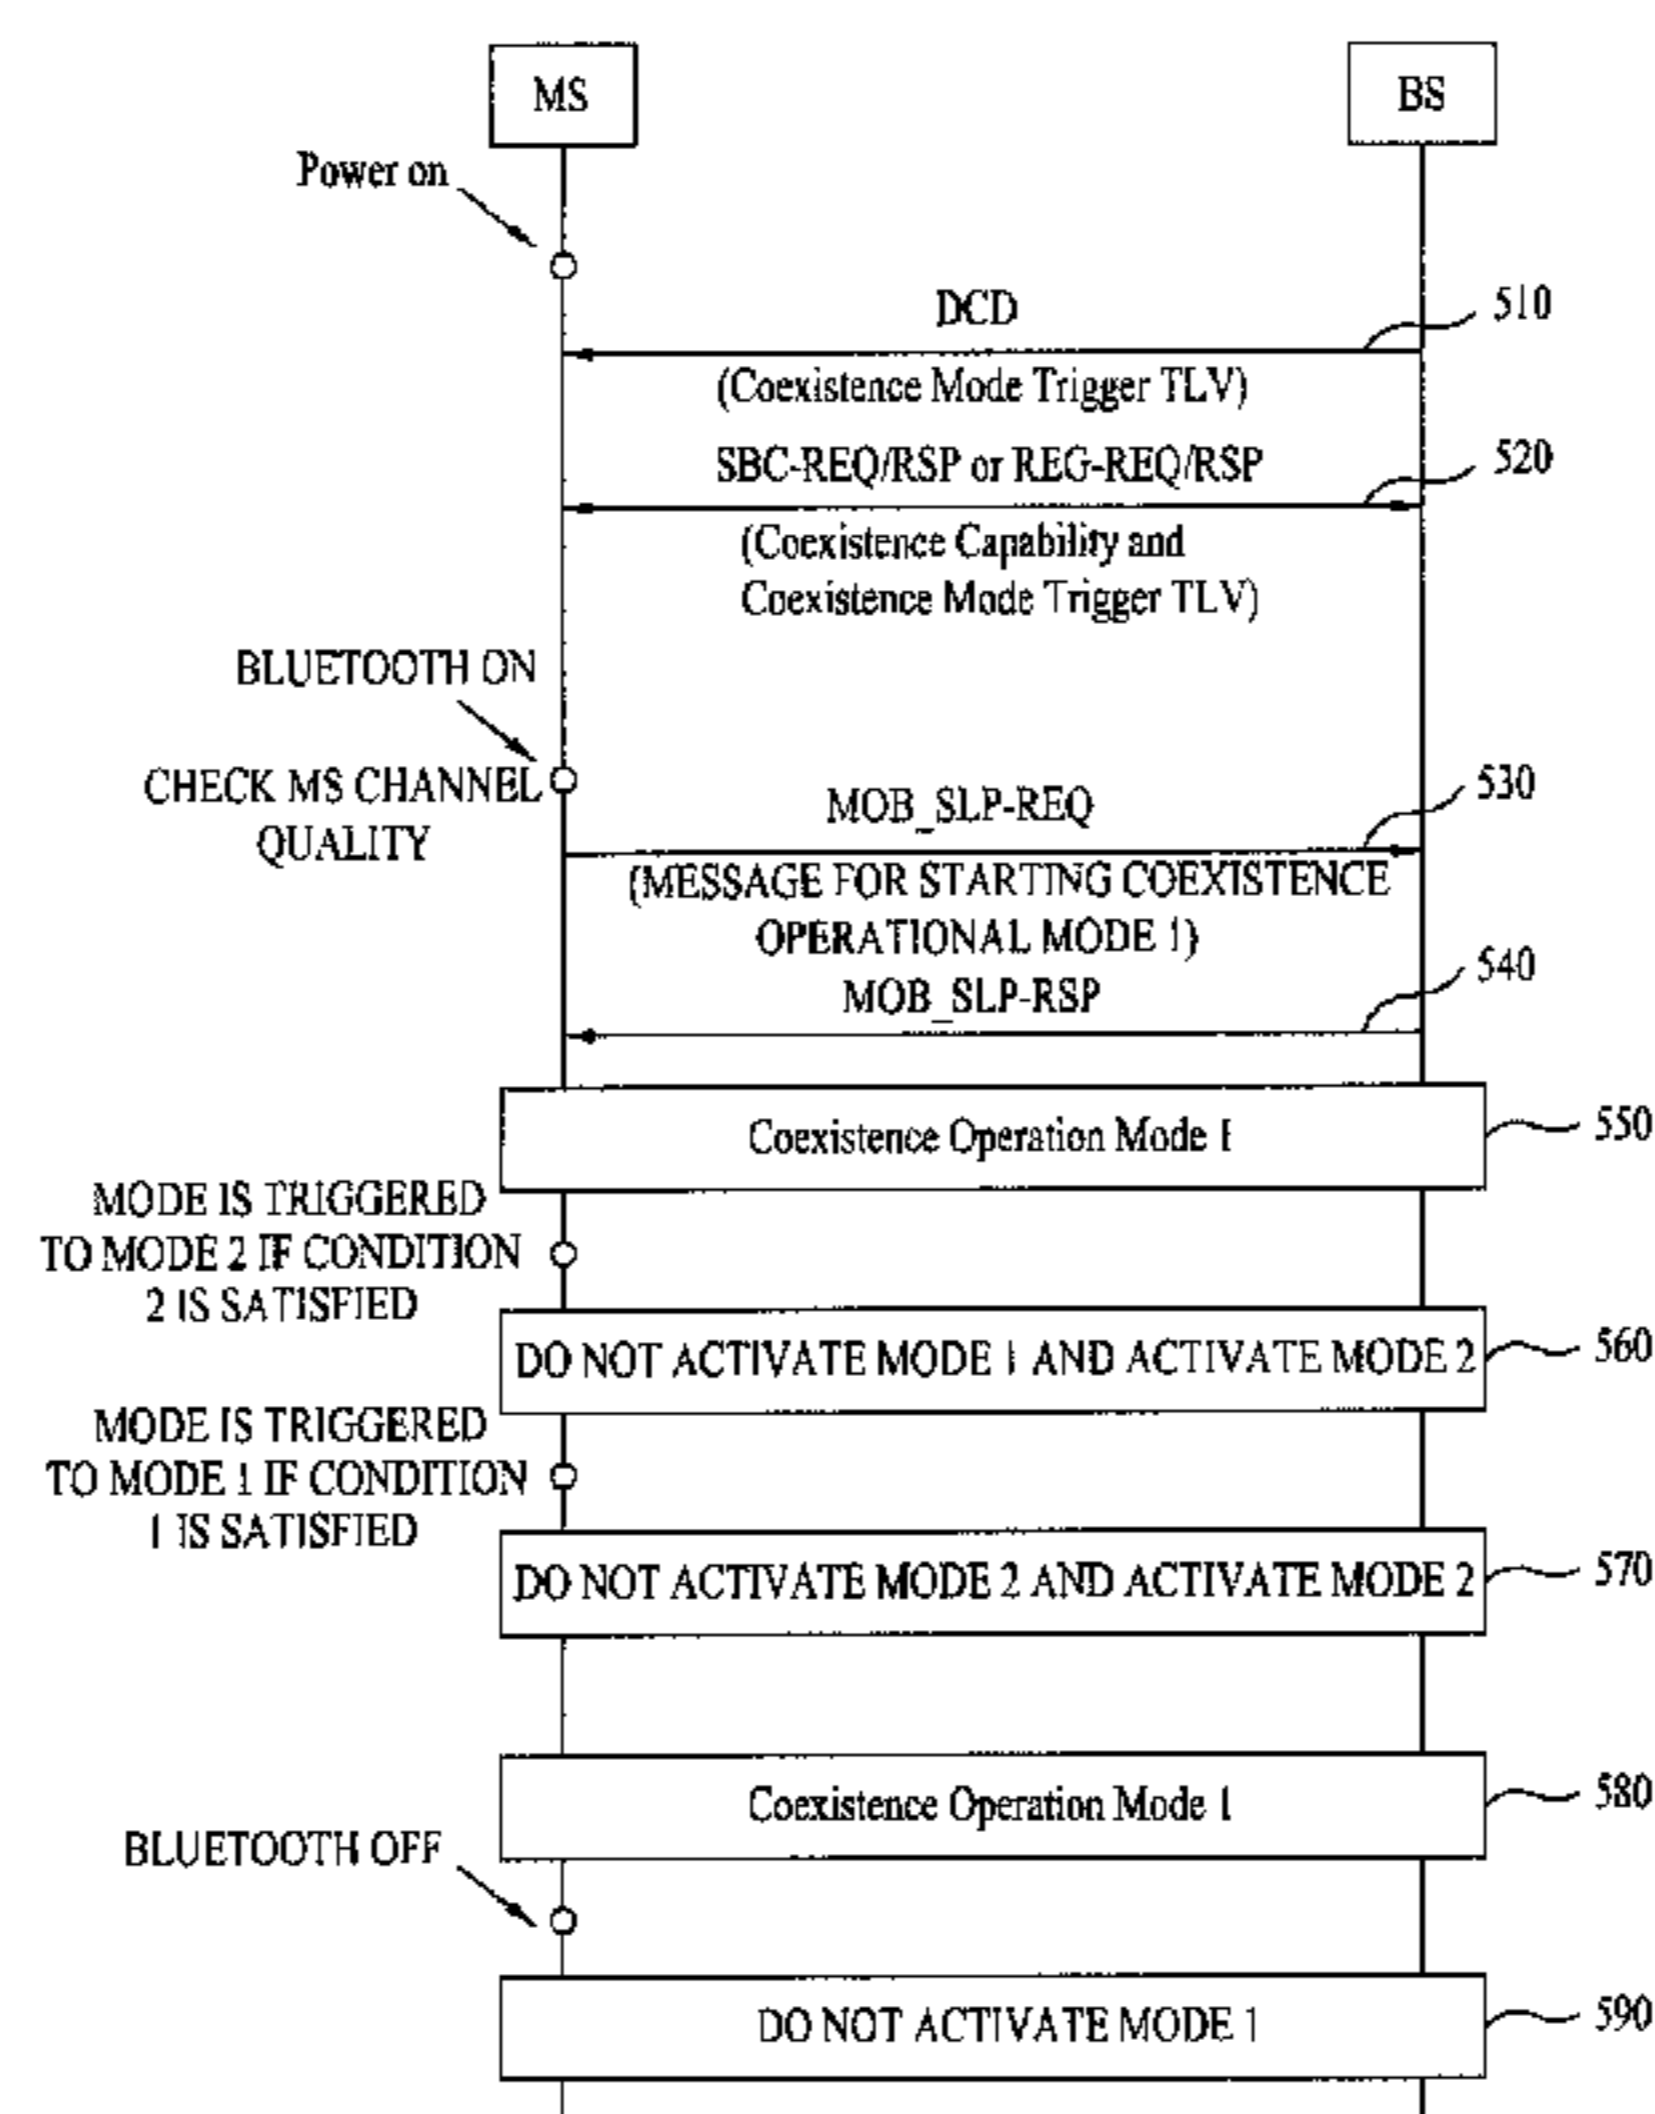 MS
BS
Power on
DCD
510
(Coexistence Mode Trigger TLV)
SBC-REQ/RSP or REG-REQ/RSP
520
(Coexistence Capability and
Coexistence Mode Trigger TLV)
BLUETOOTH ON
CHECK MS CHANNEL
QUALITY
MOB_SLP-REQ
530
(MESSAGE FOR STARTING COEXISTENCE
OPERATIONAL MODE 1)
MOB_SLP-RSP
540
Coexistence Operation Mode 1
550
MODE IS TRIGGERED
TO MODE 2 IF CONDITION
2 IS SATISFIED
DO NOT ACTIVATE MODE 1 AND ACTIVATE MODE 2
560
MODE IS TRIGGERED
TO MODE 1 IF CONDITION
1 IS SATISFIED
DO NOT ACTIVATE MODE 2 AND ACTIVATE MODE 2
570
Coexistence Operation Mode 1
580
BLUETOOTH OFF
DO NOT ACTIVATE MODE 1
590